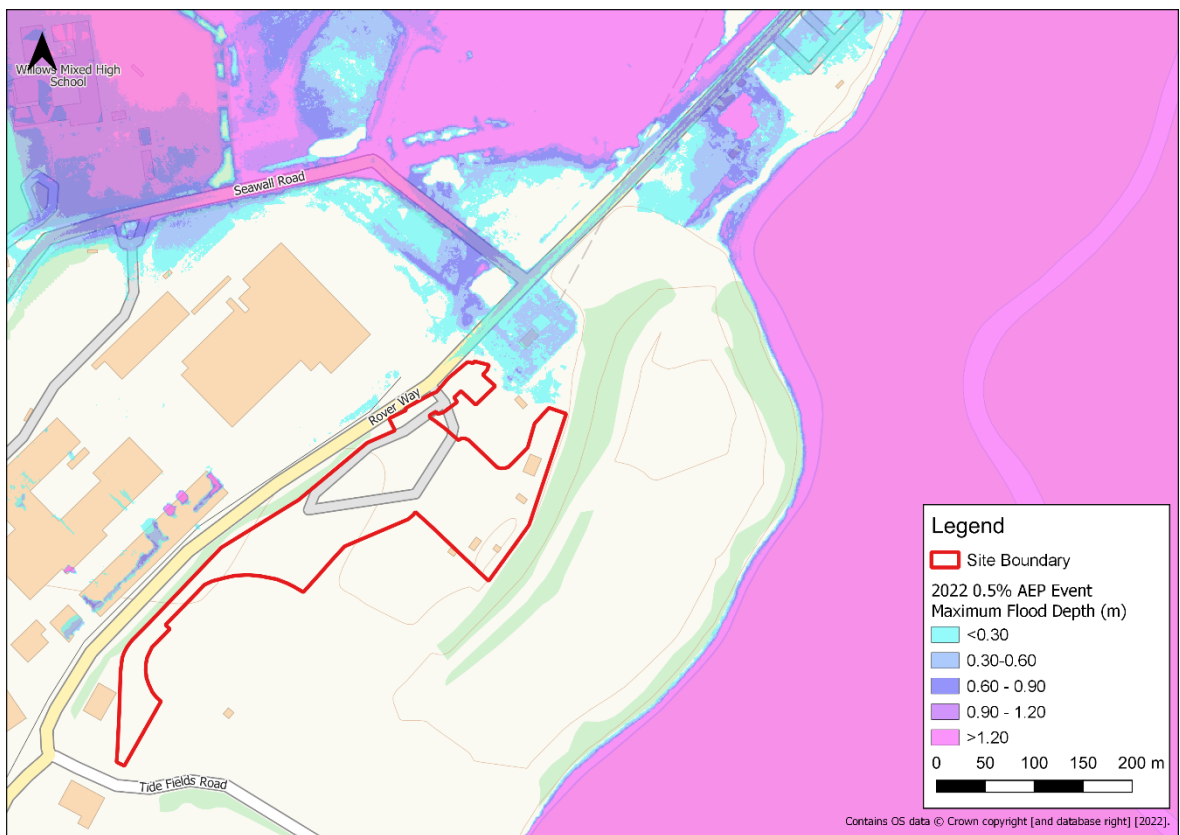 Willows Mixed High
School
Seawall Road
Rover Way
Tide Fields Road
Legend
Site Boundary
2022 0.5% AEP Event
Maximum Flood Depth (m)
<0.30
0.30-0.60
0.60 - 0.90
0.90 - 1.20
>1.20
0 50 100 150 200 m
Contains OS data © Crown copyright [and database right] [2022].